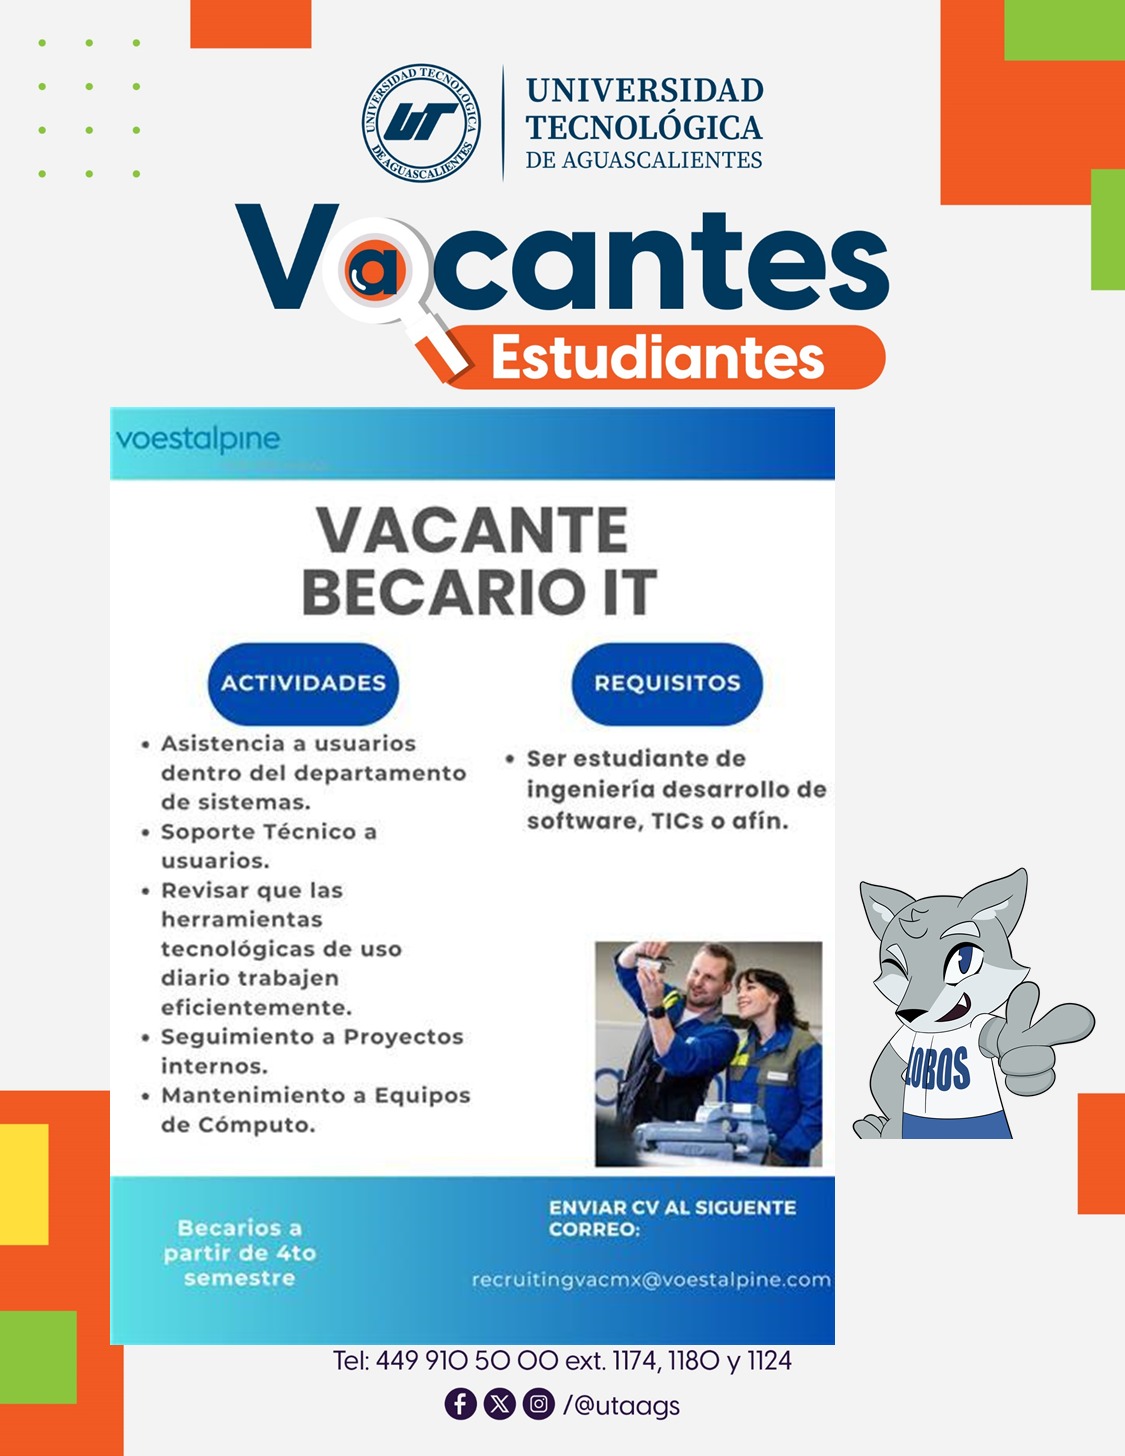 UNIVERSIDAD TECNOLÓGICA
DE AGUASCALIENTES
UT
UNIVERSIDAD
TECNOLÓGICA
DE AGUASCALIENTES
Vacantes
Estudiantes
voestalpine
VACANTE
BECARIO IT
ACTIVIDADES
Asistencia a usuarios
dentro del departamento
de sistemas.
Soporte Técnico a
usuarios.
Revisar que las
herramientas
tecnológicas de uso
diario trabajen
eficientemente.
Seguimiento a Proyectos
internos.
Mantenimiento a Equipos
de Cómputo.
REQUISITOS
Ser estudiante de
ingeniería desarrollo de
software, TICs o afín.
LOBOS
Becarios a
partir de 4to
semestre
ENVIAR CV AL SIGUENTE
CORREO:
recruitingvacmx@voestalpine.com
Tel: 449 910 50 00 ext. 1174, 1180 y 1124
/@utaags